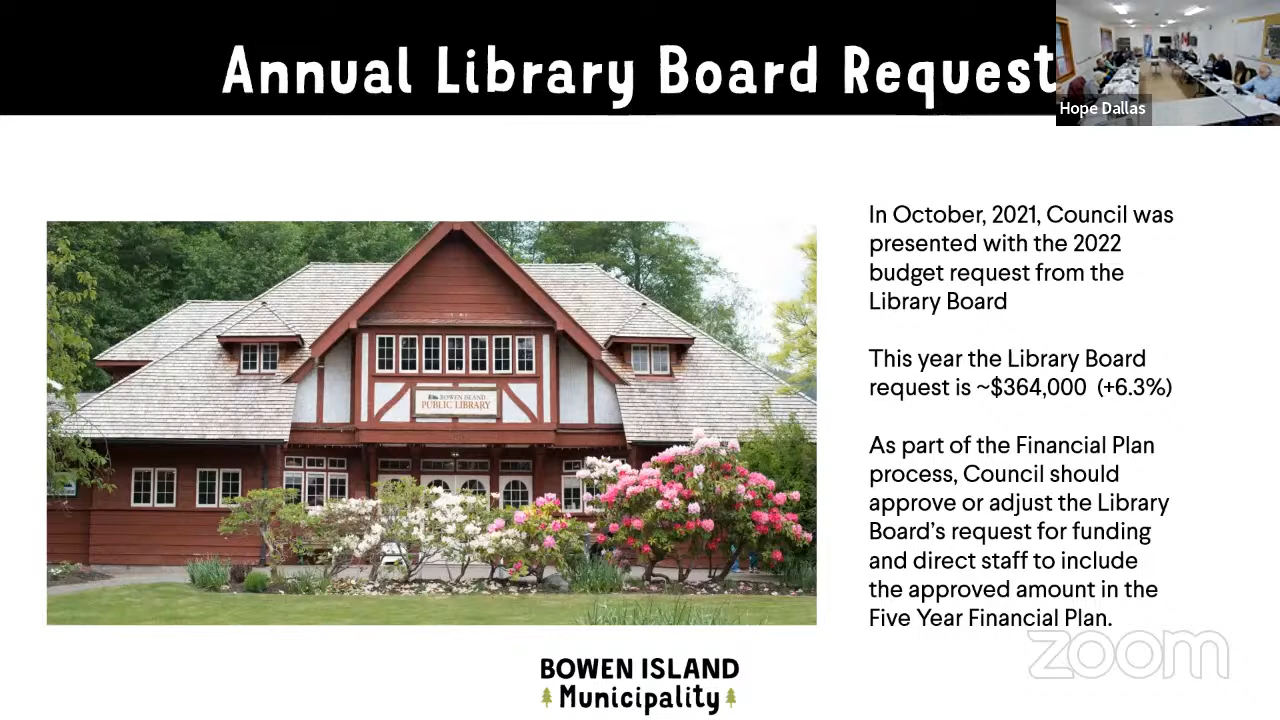 Annual Library Board Request
Hope Dallas
In October, 2021, Council was
presented with the 2022
budget request from the
Library Board
This year the Library Board
request is ~$364,000 (+6.3%)
As part of the Financial Plan
process, Council should
approve or adjust the Library
Board's request for funding
and direct staff to include
the approved amount in the
Five Year Financial Plan.
BOWEN ISLAND
PUBLIC LIBRARY
zoom
BOWEN ISLAND
Municipality